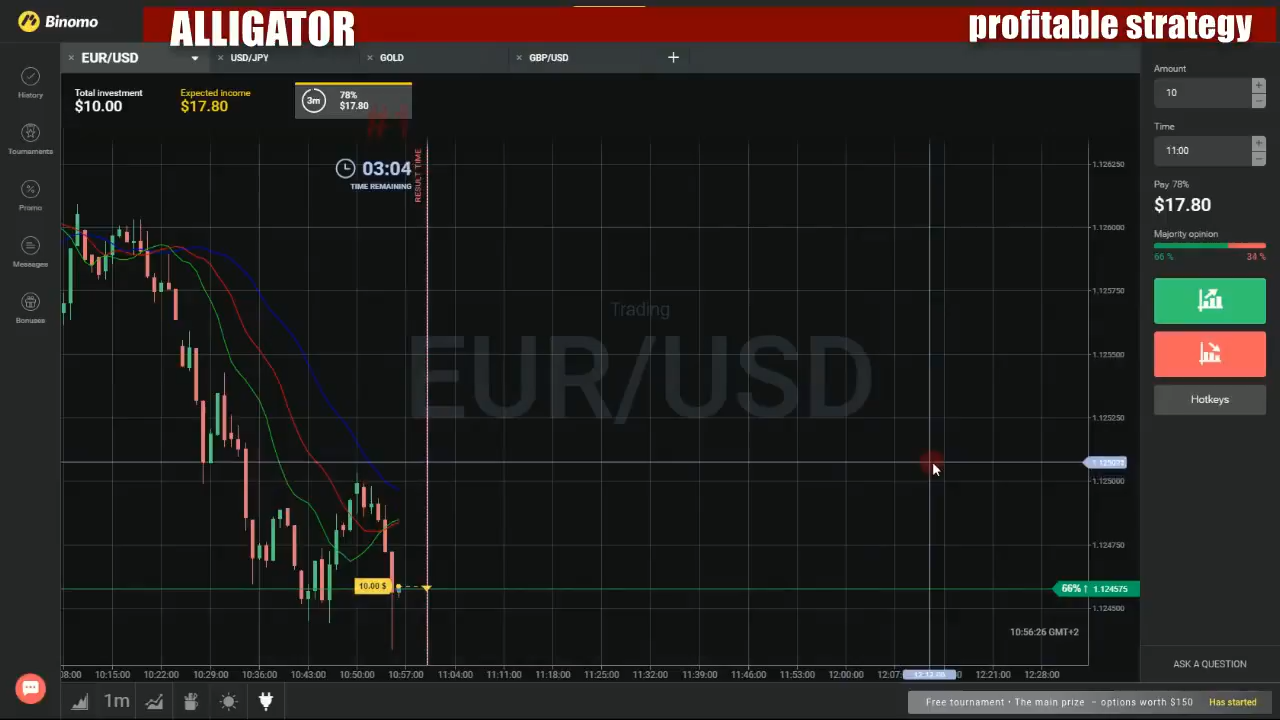 Binomo
ALLIGATOR
profitable strategy
EUR/USD
USD/JPY
GOLD
GBP/USD
History
Tournaments
Promo
Messages
Bonuses
Total investment
$10.00
Expected income
$17.80
3m
78%
$17.80
#1
03:04
TIME REMAINING
RESULT TIME
Trading
EUR/USD
1.126250
1.126000
1.125750
1.125500
1.125250
1.125000
1.124750
1.124500
10.00 $
66% ↑ 1.124575
10:56:26 GMT+2
:08:00 10:15:00 10:22:00 10:29:00 10:36:00 10:43:00 10:50:00 10:57:00 11:04:00 11:11:00 11:18:00 11:25:00 11:32:00 11:39:00 11:46:00 11:53:00 12:00:00 12:07: 12:21:00 12:28:00
Amount
10
Time
11:00
Pay 78%
$17.80
Majority opinion
66 % 34 %
Hotkeys
ASK A QUESTION
1m
Free tournament • The main prize – options worth $150 Has started